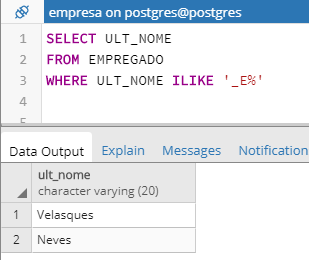 empresa on postgres@postgres
1 SELECT ULT_NOME
2 FROM EMPREGADO
3 WHERE ULT_NOME ILIKE '_E%'
4
5
Data Output Explain Messages Notification
ult_nome
character varying (20)
1 Velasques
2 Neves